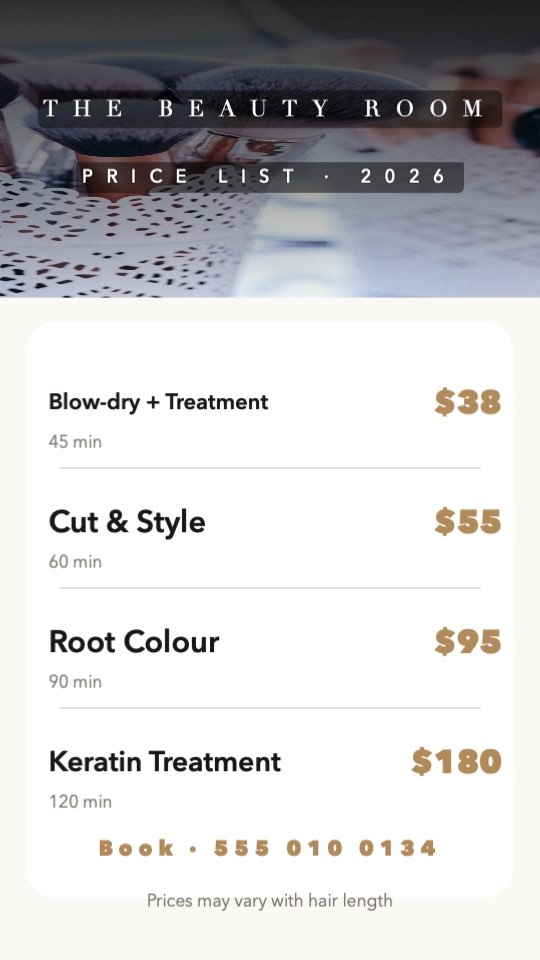 THE BEAUTY ROOM
PRICE LIST · 2026
Blow-dry + Treatment $38
45 min
Cut & Style $55
60 min
Root Colour $95
90 min
Keratin Treatment $180
120 min
Book · 555 010 0134
Prices may vary with hair length